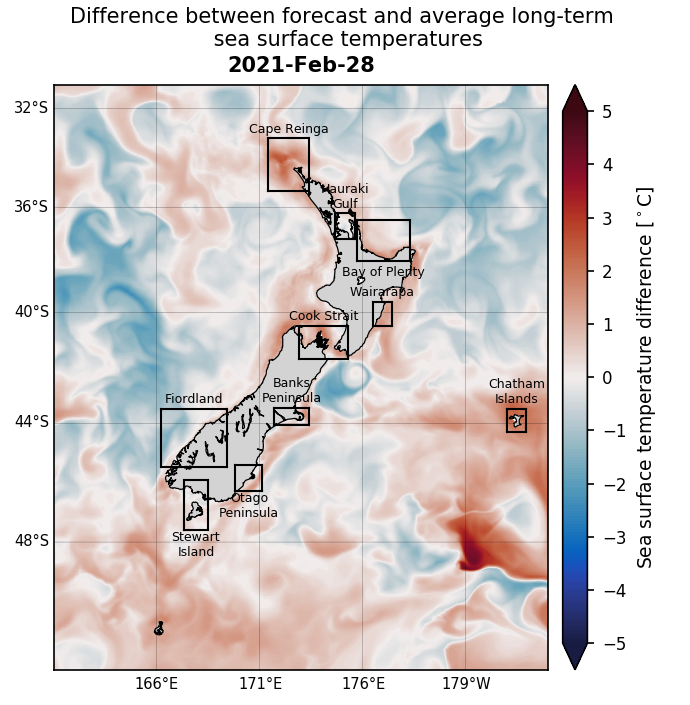 Difference between forecast and average long-term
sea surface temperatures
2021-Feb-28
32°S
36°S
40°S
44°S
48°S
Cape Reinga
Hauraki
Gulf
Bay of Plenty
Wairarapa
Cook Strait
Banks
Peninsula
Fiordland
Chatham
Islands
Otago
Peninsula
Stewart
Island
166°E
171°E
176°E
179°W
5
4
3
2
1
0
−1
−2
−3
−4
−5
Sea surface temperature difference [°C]